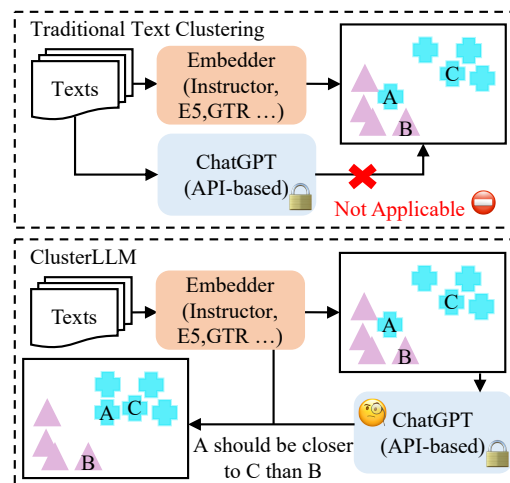 Traditional Text Clustering
Texts
Embedder
(Instructor,
E5,GTR ...)
ChatGPT
(API-based)
Not Applicable
A
B
C
ClusterLLM
Texts
Embedder
(Instructor,
E5,GTR ...)
A
B
C
ChatGPT
(API-based)
A should be closer
to C than B
A
C
B